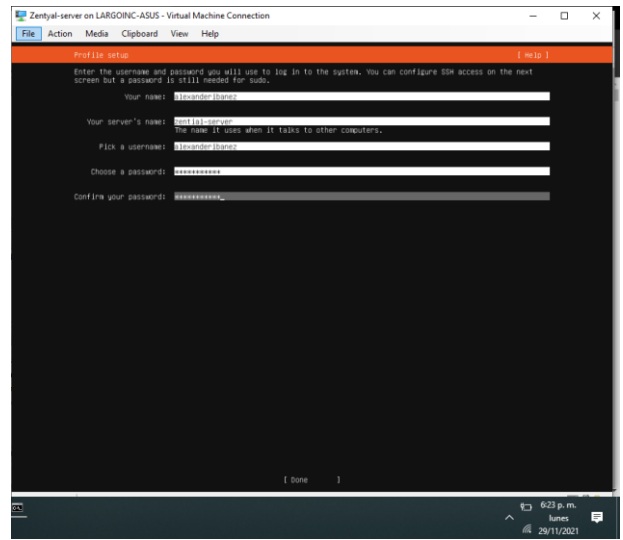 Zentyal-server on LARGOINC-ASUS - Virtual Machine Connection
File Action Media Clipboard View Help
Profile setup [ Help ]
Enter the username and password you will use to log in to the system. You can configure SSH access on the next
screen but a password is still needed for sudo.
Your name: alexanderibanez
Your server's name: zential-server
The name it uses when it talks to other computers.
Pick a username: alexanderibanez
Choose a password: ***********
Confirm your password: ***********_
[ Done ]
6:23 p. m.
lunes
29/11/2021